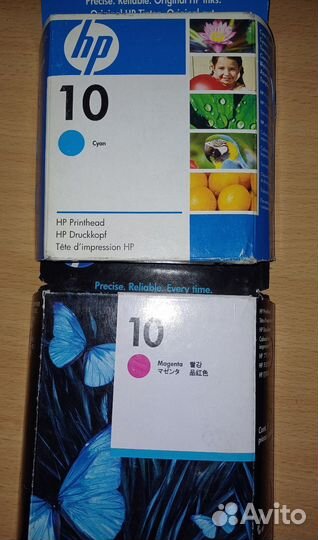 Precise. Reliable. Original HP Inks.
hp
10
Cyan
HP Printhead
HP Druckkopf
Tête d'impression HP
Precise. Reliable. Every time.
10
Magenta 빨강
マゼンタ 品紅色
Avito